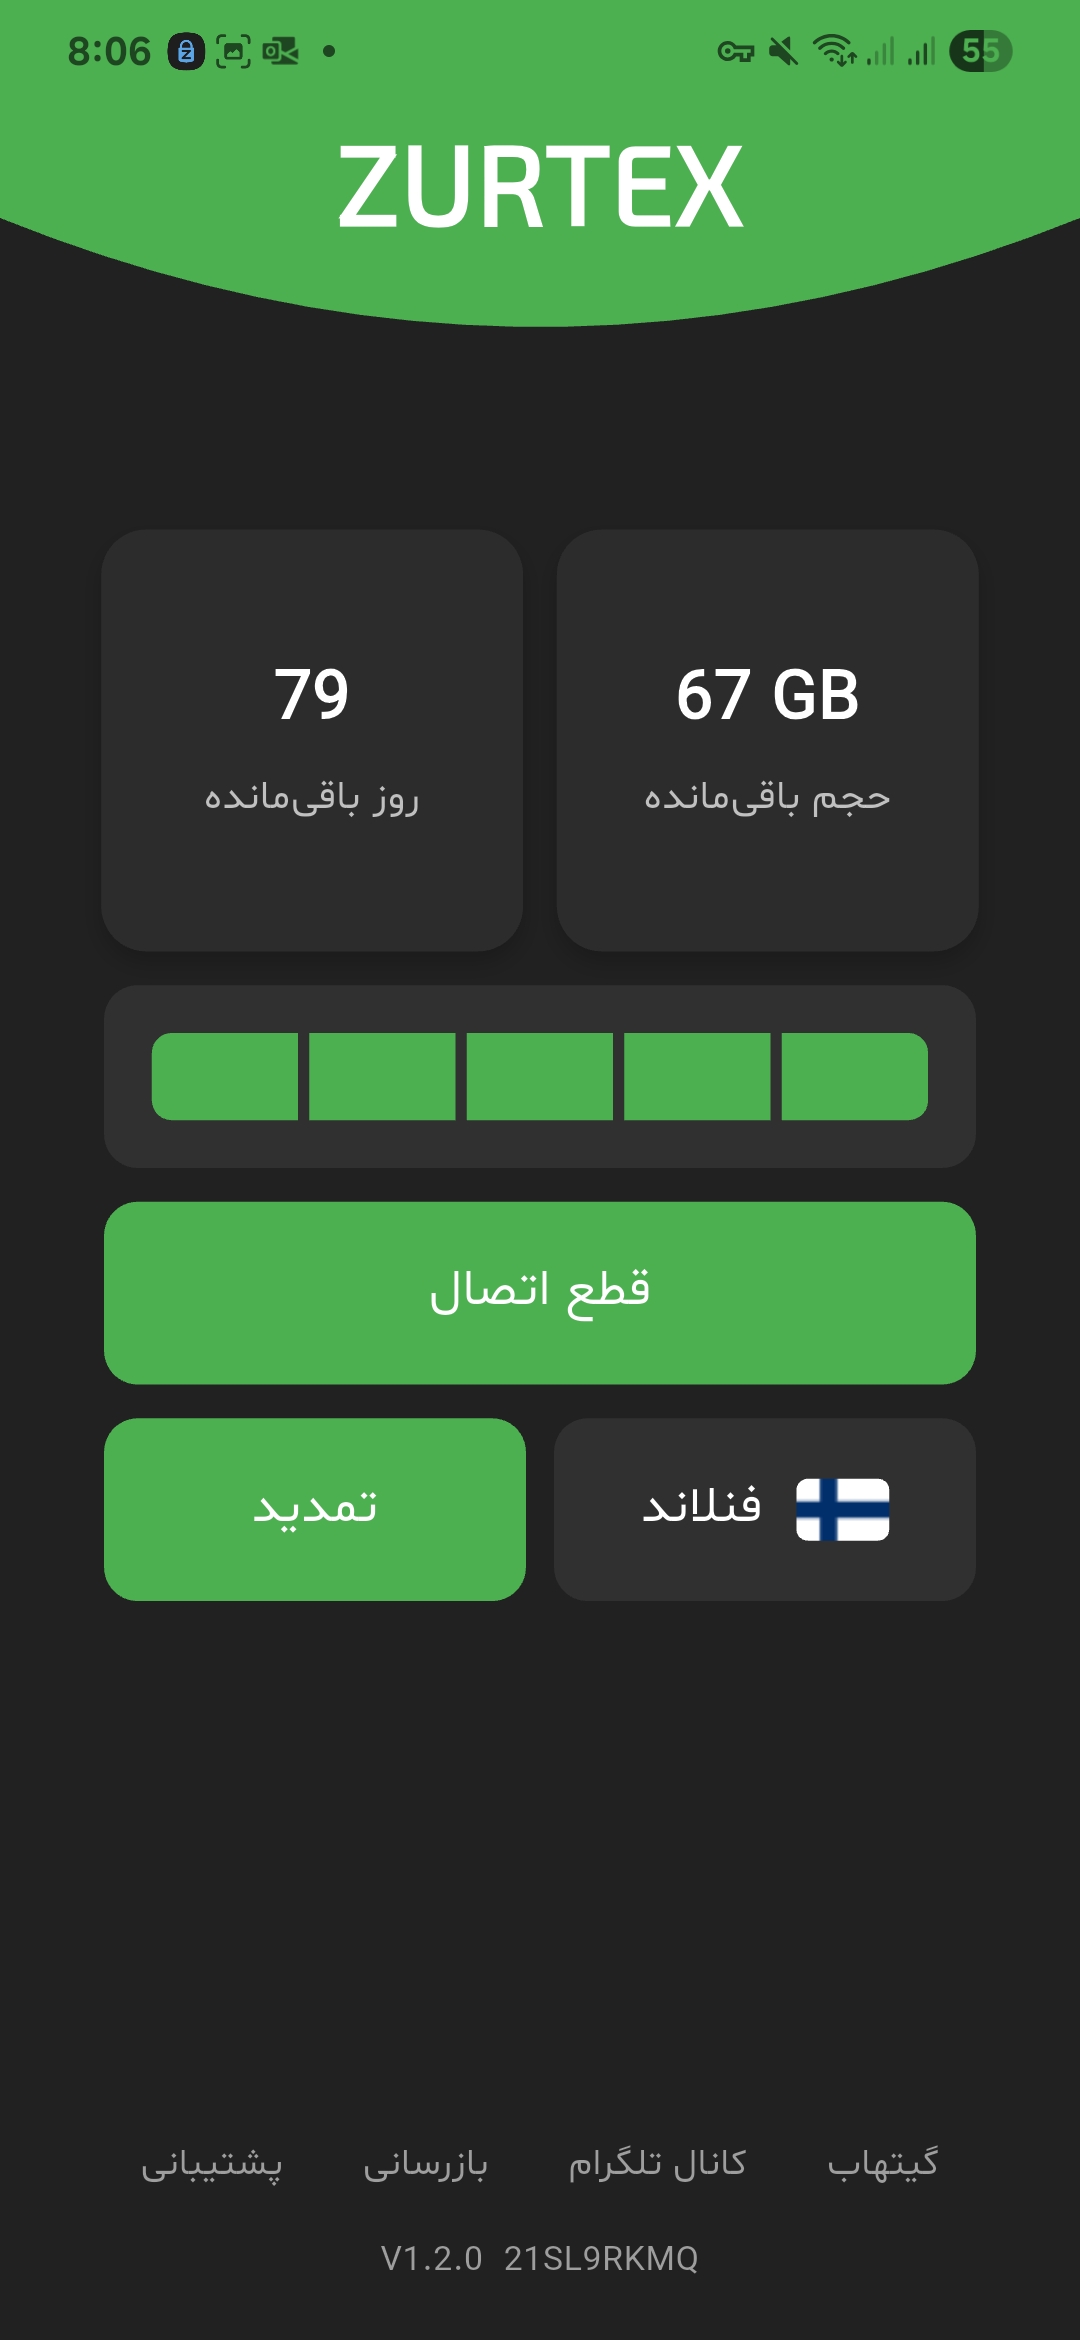 8:06
55
ZURTEX
67 GB
حجم باقی‌مانده
79
روز باقی‌مانده
قطع اتصال
فنلاند
تمدید
گیتهاب
کانال تلگرام
بازرسانی
پشتیبانی
V1.2.0 21SL9RKMQ